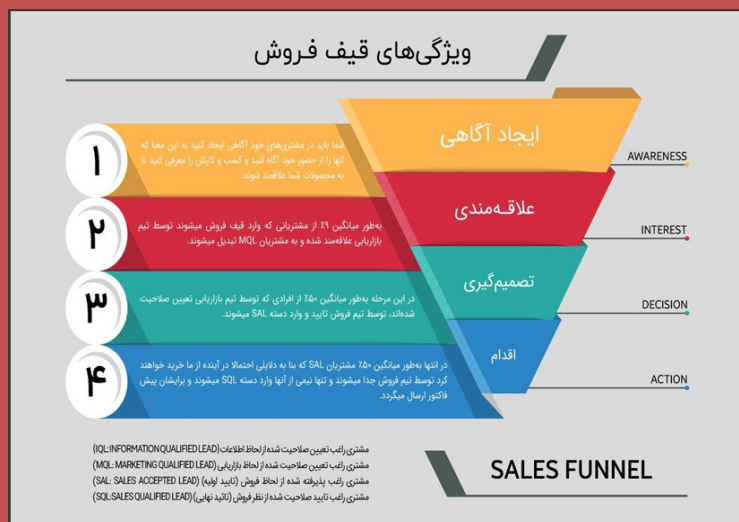 ویژگی‌های قیف فروش
ایجاد آگاهی
AWARENESS
۱
شما باید در مشتری‌های خود آگاهی ایجاد کنید به این معنا که
آنها را از حضور خود آگاه کنید و کسب و کارتان را معرفی کنید تا
به محصولات شما علاقمند شوند.
علاقه‌مندی
INTEREST
۲
به‌طور میانگین ۹٪ از مشتریانی که وارد قیف فروش میشوند توسط تیم
بازاریابی علاقه‌مند شده و به مشتریان MQL تبدیل میشوند.
تصمیم‌گیری
DECISION
۳
در این مرحله به‌طور میانگین ۵۰٪ از افرادی که توسط تیم بازاریابی تعیین صلاحیت
شده‌اند، توسط تیم فروش تایید و وارد دسته SAL میشوند.
اقدام
ACTION
۴
در انتها به‌طور میانگین ۵۰٪ مشتریان SAL که بنا به دلایلی احتمالا در آینده از ما خرید خواهند
کرد توسط تیم فروش جدا میشوند و تنها نیمی از آنها وارد دسته SQL میشوند و برایشان پیش
فاکتور ارسال میگردد.
مشتری راغب تعیین صلاحیت شده از لحاظ اطلاعات (IQL: INFORMATION QUALIFIED LEAD)
مشتری راغب تعیین صلاحیت شده از لحاظ بازاریابی (MQL: MARKETING QUALIFIED LEAD)
مشتری راغب پذیرفته شده از لحاظ فروش (تایید اولیه) (SAL: SALES ACCEPTED LEAD)
مشتری راغب تایید صلاحیت شده از نظر فروش (تائید نهایی) (SQL:SALES QUALIFIED LEAD)
SALES FUNNEL